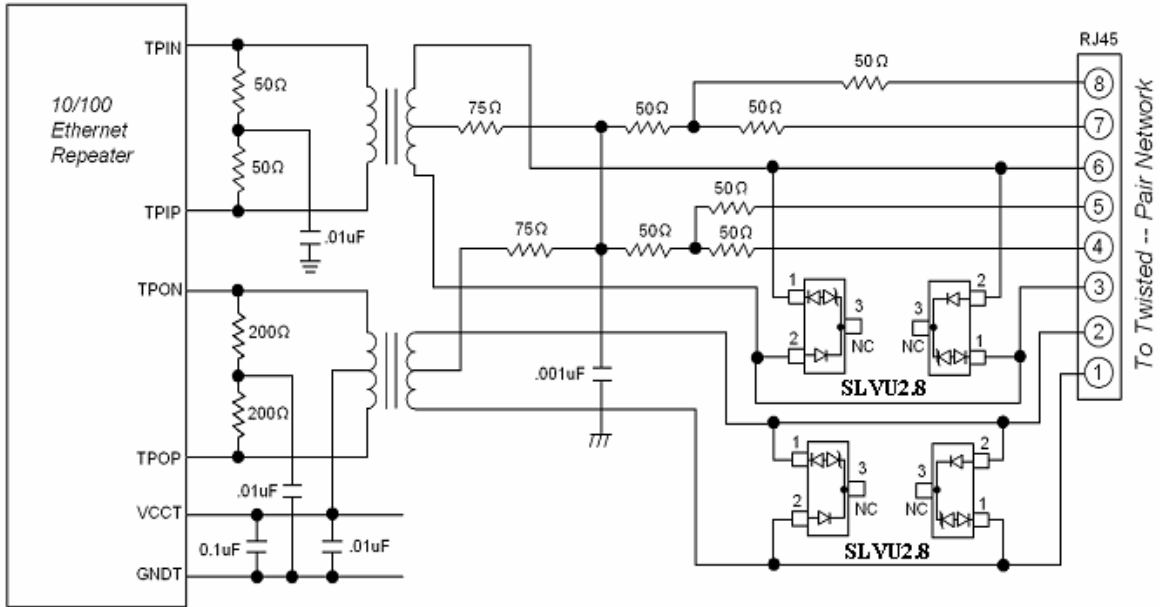 RJ45
TPIN
50Ω
8
50Ω
10/100
Ethernet
Repeater
75Ω
50Ω
50Ω
7
6
50Ω
50Ω
5
TPIP
.01uF
75Ω
50Ω
50Ω
4
To Twisted -- Pair Network
TPON
1
3
2
3
3
200Ω
2
NC
NC
1
2
.001uF
SLVU2.8
1
200Ω
1
3
2
TPOP
3
.01uF
2
NC
NC
1
VCCT
0.1uF
.01uF
SLVU2.8
GNDT